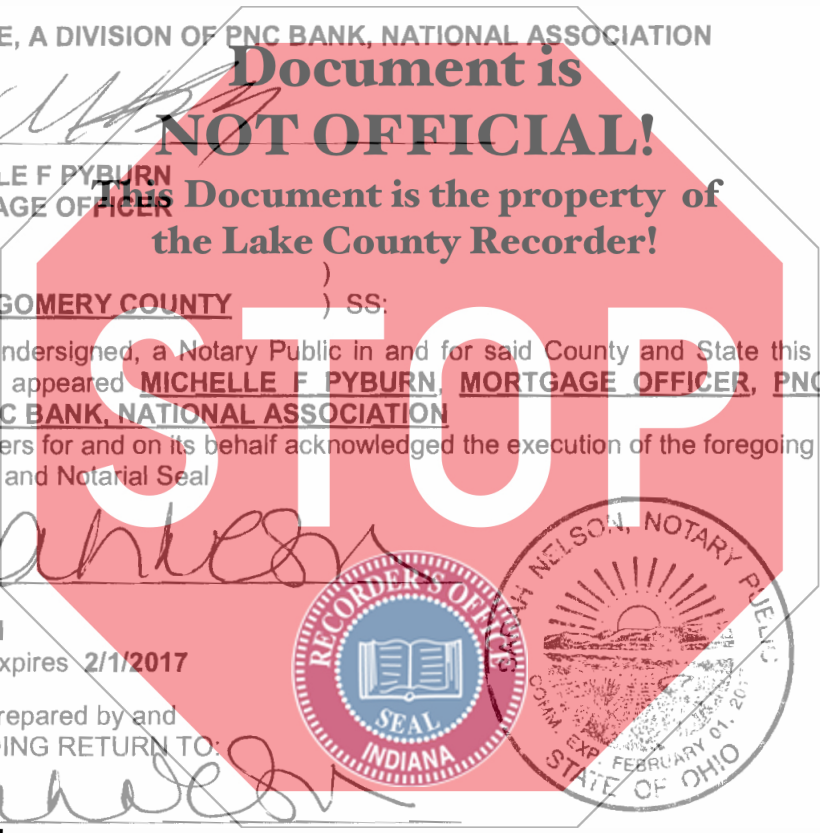 E, A DIVISION OF PNC BANK, NATIONAL ASSOCIATION
Document is
NOT OFFICIAL!
LE F PYBURN
AGE OFFICER
This Document is the property of
the Lake County Recorder!
)
GOMERY COUNTY ) SS:
STOP
ndersigned, a Notary Public in and for said County and State this
appeared MICHELLE F PYBURN, MORTGAGE OFFICER, PNC
C BANK, NATIONAL ASSOCIATION
ers for and on its behalf acknowledged the execution of the foregoing
and Notarial Seal
RECORDER'S OFFICE
SEAL
INDIANA
AH NELSON, NOTARY PUBLIC
COMM. EXP. FEBRUARY 01, 201
STATE OF OHIO
xpires 2/1/2017
repared by and
ING RETURN TO: